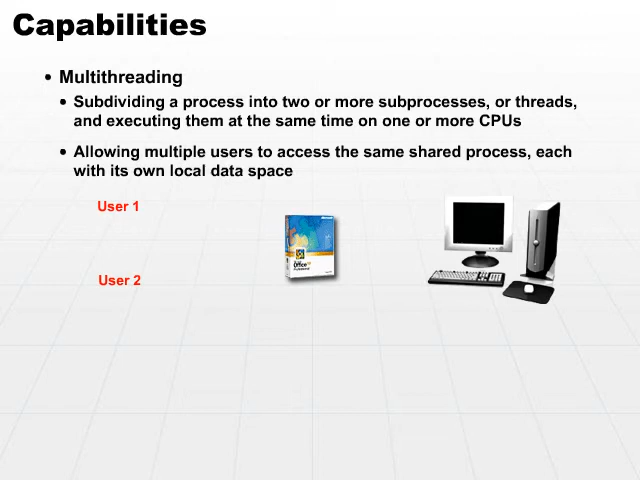 Capabilities
• Multithreading
• Subdividing a process into two or more subprocesses, or threads,
and executing them at the same time on one or more CPUs
• Allowing multiple users to access the same shared process, each
with its own local data space
User 1
User 2
Office